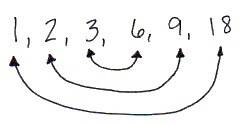 1, 2, 3, 6, 9, 18